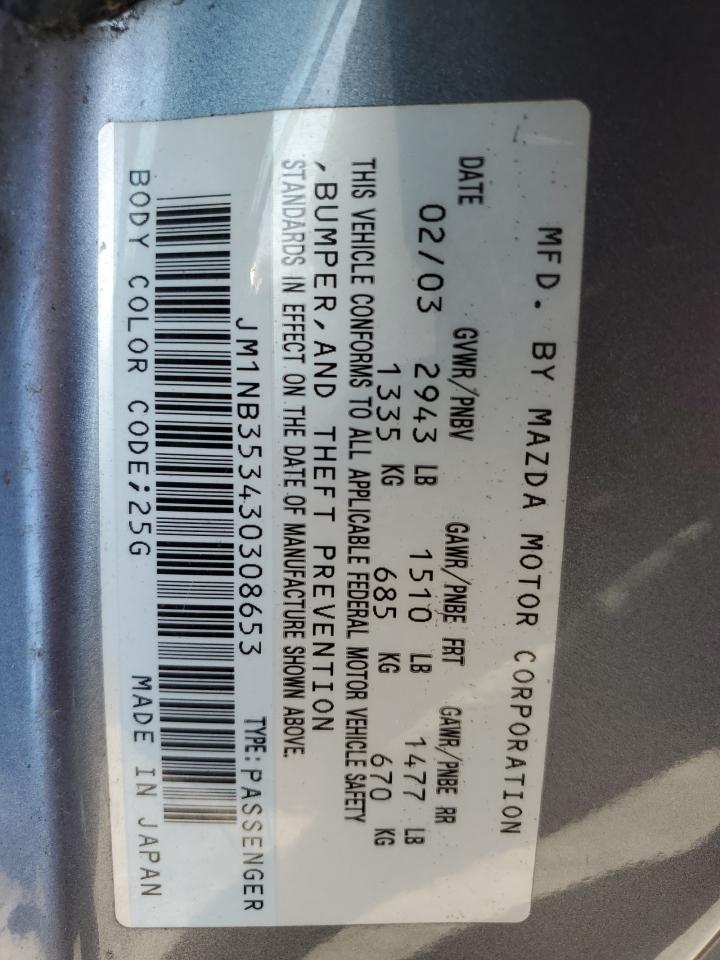 MFD. BY MAZDA MOTOR CORPORATION
DATE GVWR/PNBV GAWR/PNBE FRT GAWR/PNBE RR
02/03 2943 LB 1510 LB 1477 LB
1335 KG 685 KG 670 KG
THIS VEHICLE CONFORMS TO ALL APPLICABLE FEDERAL MOTOR VEHICLE SAFETY
,BUMPER,AND THEFT PREVENTION
STANDARDS IN EFFECT ON THE DATE OF MANUFACTURE SHOWN ABOVE.
JM1NB353430308653 TYPE:PASSENGER
BODY COLOR CODE;25G MADE IN JAPAN